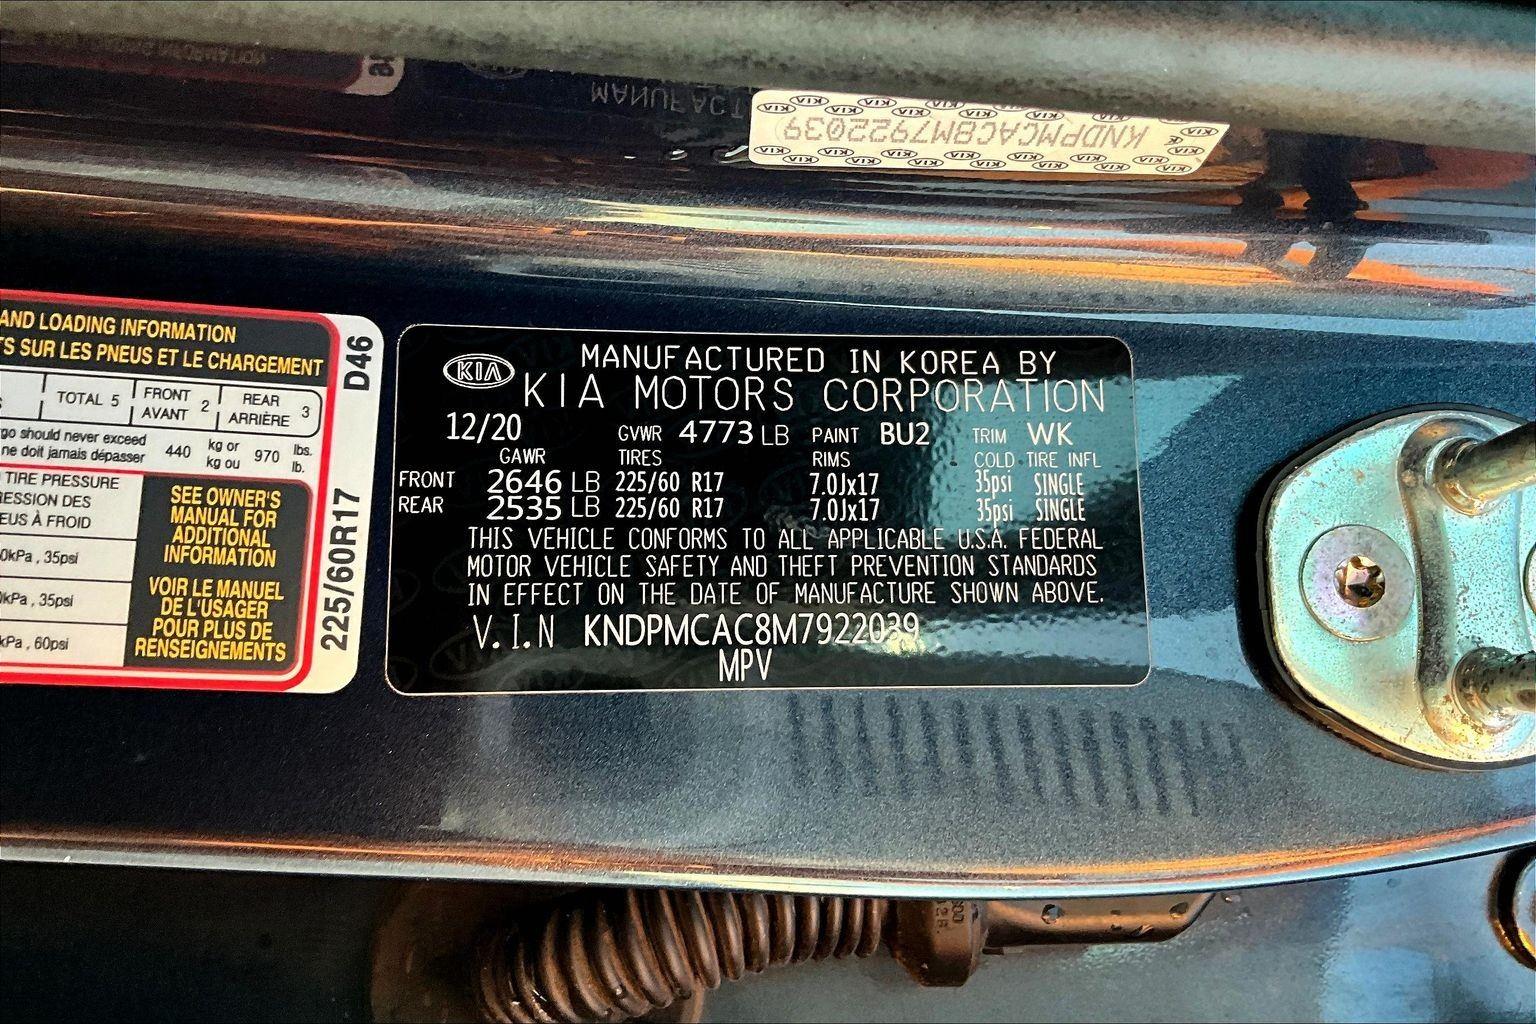 MANUFACT
KNDPMCAC8M7922039
AND LOADING INFORMATION
SUR LES PNEUS ET LE CHARGEMENT
TOTAL 5 FRONT AVANT 2 REAR ARRIÈRE 3
should never exceed
ne doit jamais dépasser 440 kg or kg ou 970 lbs. lb.
TIRE PRESSURE
DES
À FROID
0kPa , 35psi
kPa , 35psi
kPa , 60psi
SEE OWNER'S
MANUAL FOR
ADDITIONAL
INFORMATION
VOIR LE MANUEL
DE L'USAGER
POUR PLUS DE
RENSEIGNEMENTS
D46
225/60R17
KIA MANUFACTURED IN KOREA BY
KIA MOTORS CORPORATION
12/20 GVWR 4773 LB PAINT BU2 TRIM WK
GAWR TIRES RIMS COLD TIRE INFL
FRONT 2646 LB 225/60 R17 7.0Jx17 35psi SINGLE
REAR 2535 LB 225/60 R17 7.0Jx17 35psi SINGLE
THIS VEHICLE CONFORMS TO ALL APPLICABLE U.S.A. FEDERAL
MOTOR VEHICLE SAFETY AND THEFT PREVENTION STANDARDS
IN EFFECT ON THE DATE OF MANUFACTURE SHOWN ABOVE.
V.I.N KNDPMCAC8M7922039
MPV